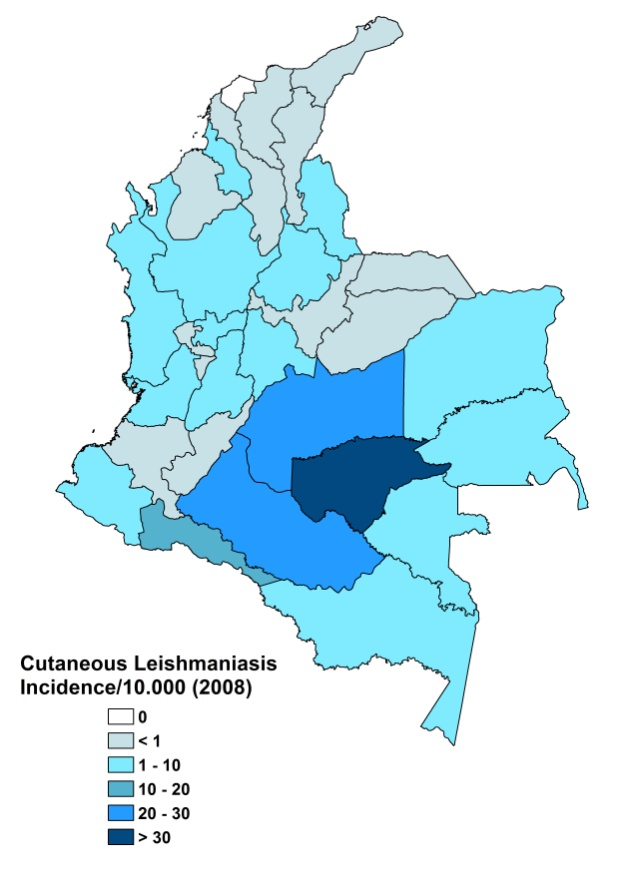 Cutaneous Leishmaniasis
Incidence/10.000 (2008)
0
< 1
1 - 10
10 - 20
20 - 30
> 30